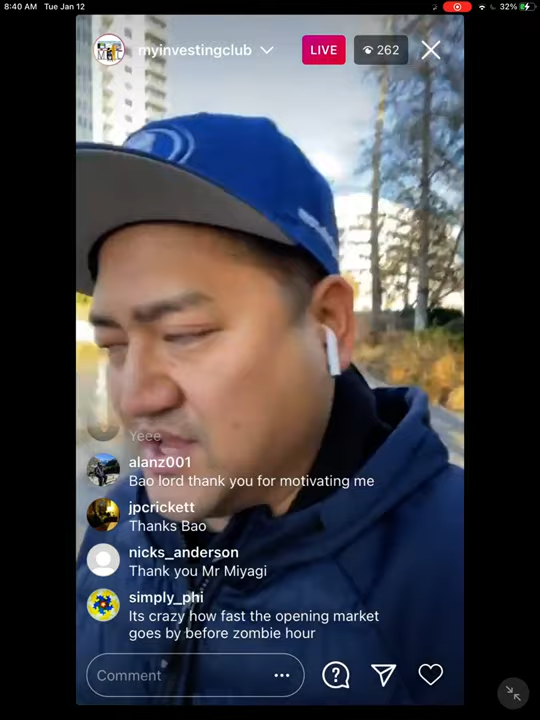 8:40 AM Tue Jan 12
32%
myinvestingclub
LIVE
262
Yeee
alanz001
Bao lord thank you for motivating me
jpcrickett
Thanks Bao
nicks_anderson
Thank you Mr Miyagi
simply_phi
Its crazy how fast the opening market
goes by before zombie hour
Comment